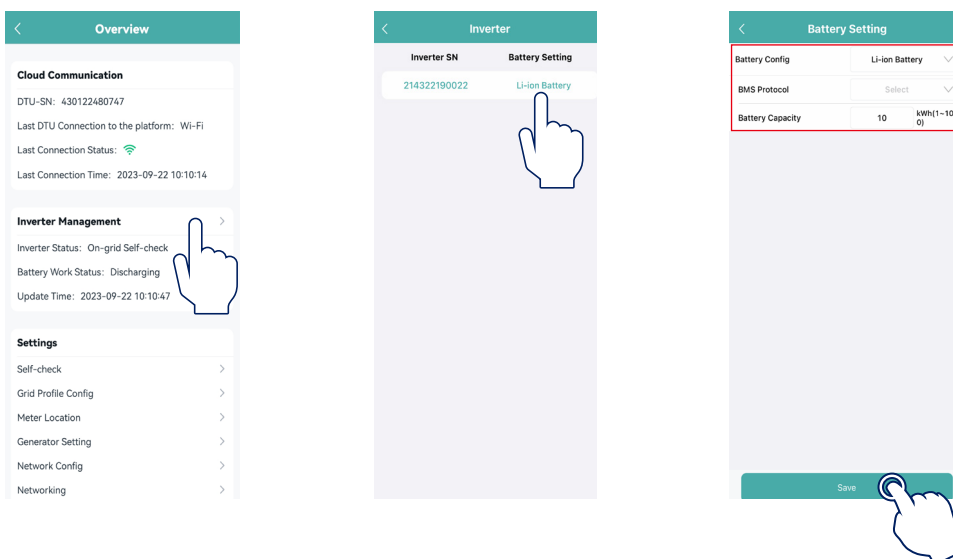 Overview
Cloud Communication
DTU-SN: 430122480747
Last DTU Connection to the platform: Wi-Fi
Last Connection Status:
Last Connection Time: 2023-09-22 10:10:14
Inverter Management
Inverter Status: On-grid Self-check
Battery Work Status: Discharging
Update Time: 2023-09-22 10:10:47
Settings
Self-check
Grid Profile Config
Meter Location
Generator Setting
Network Config
Networking
Inverter
Inverter SN Battery Setting
214322190022 Li-ion Battery
Battery Setting
Battery Config Li-ion Battery
BMS Protocol Select
Battery Capacity 10 kWh(1~10
0)
Save